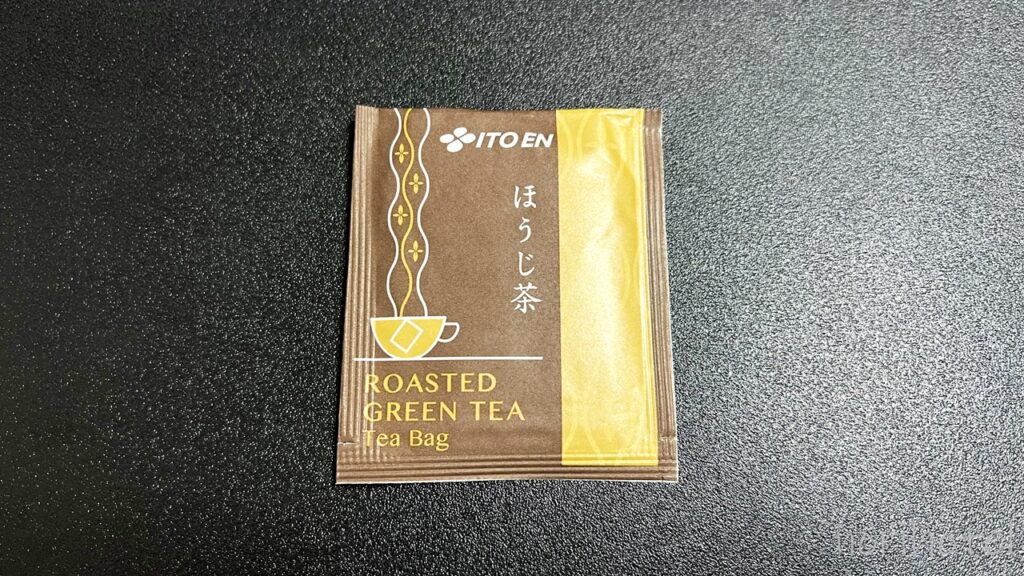 ITO EN
ほうじ茶
ROASTED
GREEN TEA
Tea Bag